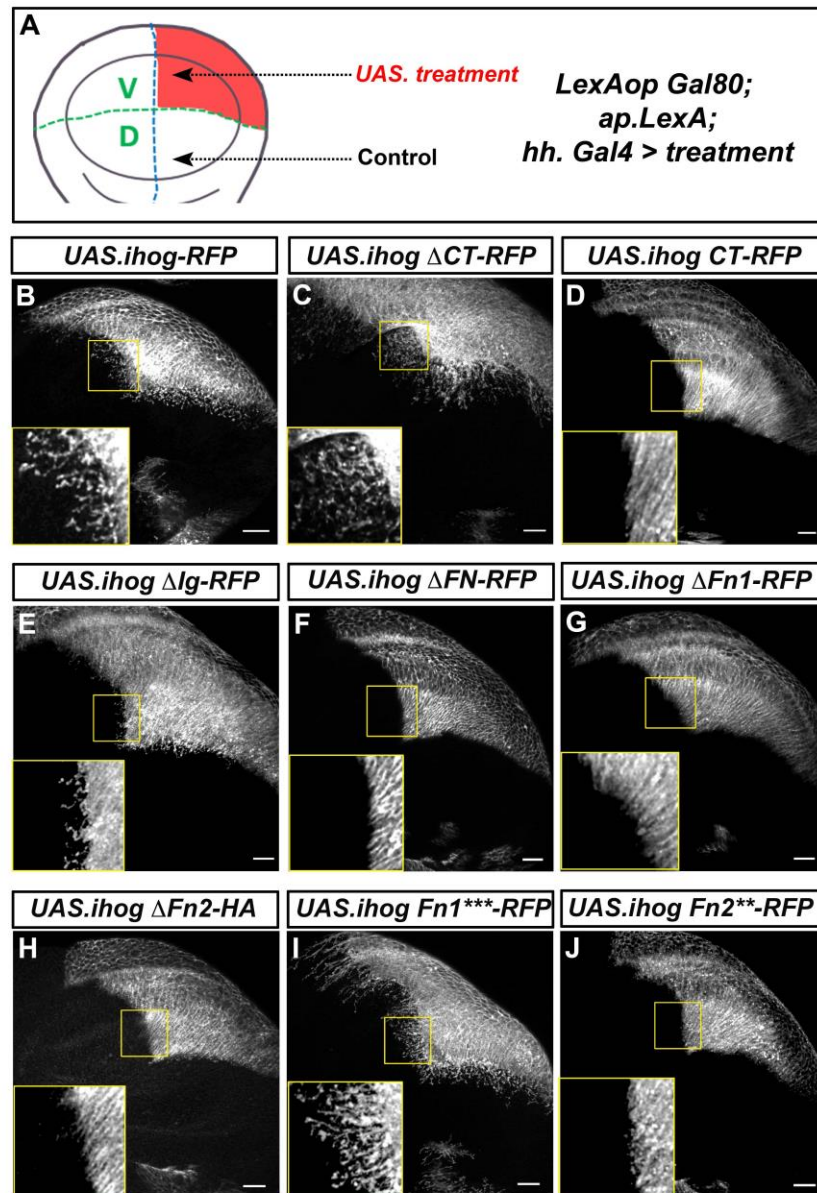 A
V
D
UAS. treatment
Control
LexAop Gal80;
ap.LexA;
hh. Gal4 > treatment
UAS.ihog-RFP
UAS.ihog ΔCT-RFP
UAS.ihog CT-RFP
B
C
D
UAS.ihog ΔIg-RFP
UAS.ihog ΔFN-RFP
UAS.ihog ΔFn1-RFP
E
F
G
UAS.ihog ΔFn2-HA
UAS.ihog Fn1***-RFP
UAS.ihog Fn2**-RFP
H
I
J